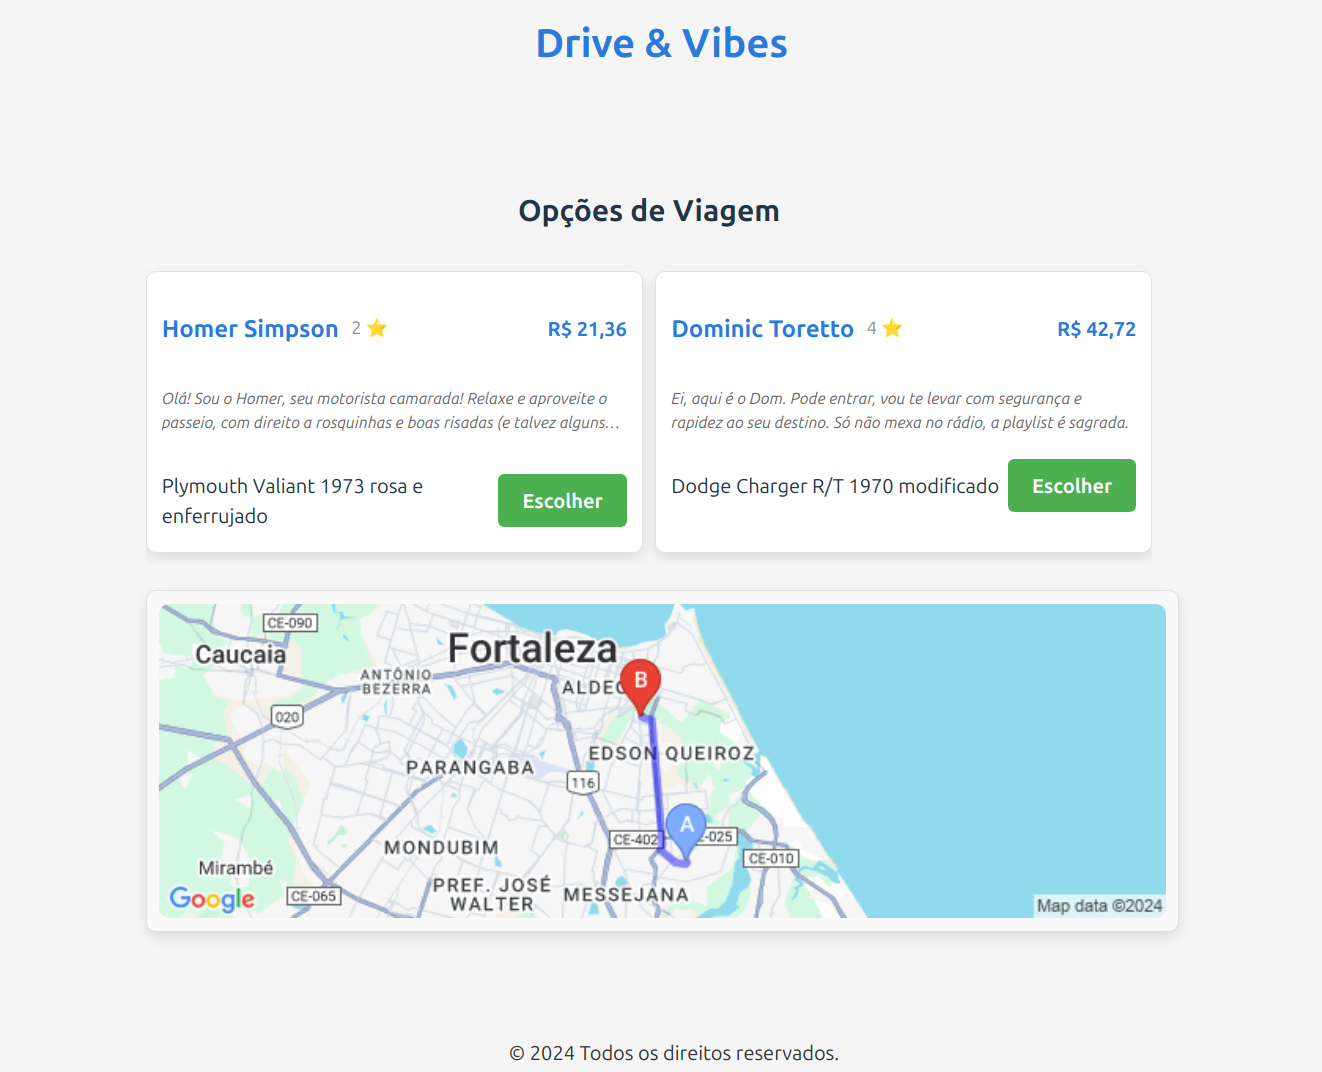 Drive & Vibes
Opções de Viagem
Homer Simpson 2 ⭐ R$ 21,36
Olá! Sou o Homer, seu motorista camarada! Relaxe e aproveite o
passeio, com direito a rosquinhas e boas risadas (e talvez alguns...
Plymouth Valiant 1973 rosa e
enferrujado
Escolher
Dominic Toretto 4 ⭐ R$ 42,72
Ei, aqui é o Dom. Pode entrar, vou te levar com segurança e
rapidez ao seu destino. Só não mexa no rádio, a playlist é sagrada.
Dodge Charger R/T 1970 modificado
Escolher
CE-090
Caucaia
Fortaleza
ANTÔNIO
BEZERRA
B
020
EDSON QUEIROZ
PARANGABA
116
A
CE-402
-025
MONDUBIM
CE-010
Mirambé
PREF. JOSÉ
WALTER
MESSEJANA
CE-065
Google
Map data ©2024
© 2024 Todos os direitos reservados.